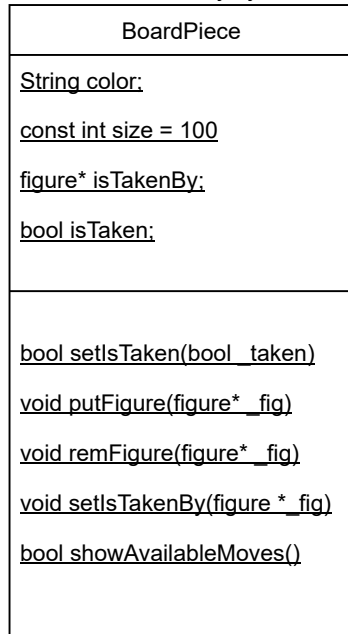 BoardPiece
String color;
const int size = 100
figure* isTakenBy;
bool isTaken;
bool setIsTaken(bool _taken)
void putFigure(figure* _fig)
void remFigure(figure* _fig)
void setIsTakenBy(figure *_fig)
bool showAvailableMoves()